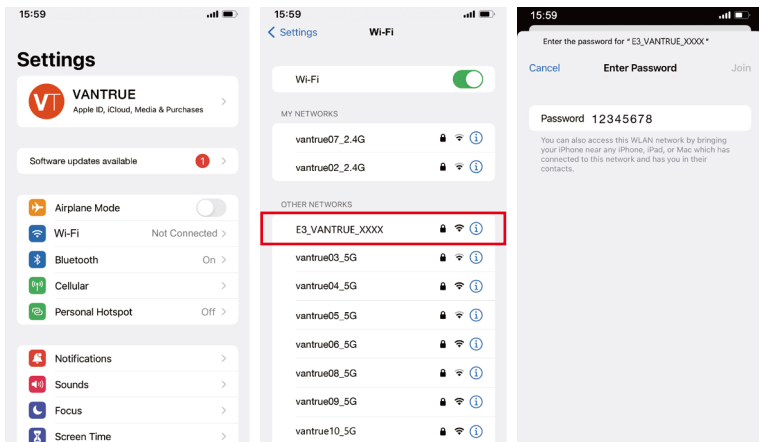 15:59
Settings
VT
VANTRUE
Apple ID, iCloud, Media & Purchases
Software updates available
1
Airplane Mode
Wi-Fi Not Connected
Bluetooth On
Cellular
Personal Hotspot Off
Notifications
Sounds
Focus
Screen Time
15:59
Settings Wi-Fi
Wi-Fi
MY NETWORKS
vantrue07_2.4G
vantrue02_2.4G
OTHER NETWORKS
E3_VANTRUE_XXXX
vantrue03_5G
vantrue04_5G
vantrue05_5G
vantrue06_5G
vantrue08_5G
vantrue09_5G
vantrue10_5G
15:59
Enter the password for “ E3_VANTRUE_XXXX ”
Cancel Enter Password Join
Password 12345678
You can also access this WLAN network by bringing
your iPhone near any iPhone, iPad, or Mac which has
connected to this network and has you in their
contacts.